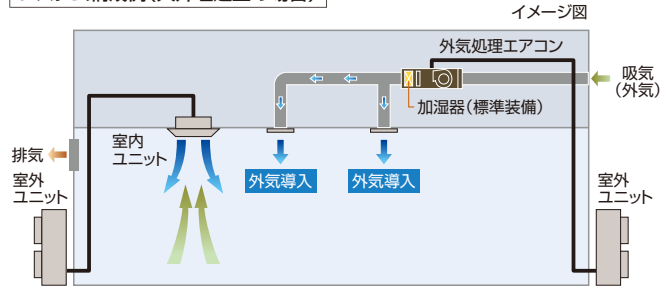 イメージ図
外気処理エアコン
吸気
(外気)
加湿器(標準装備)
室内
ユニット
排気
外気導入
外気導入
室外
ユニット
室外
ユニット